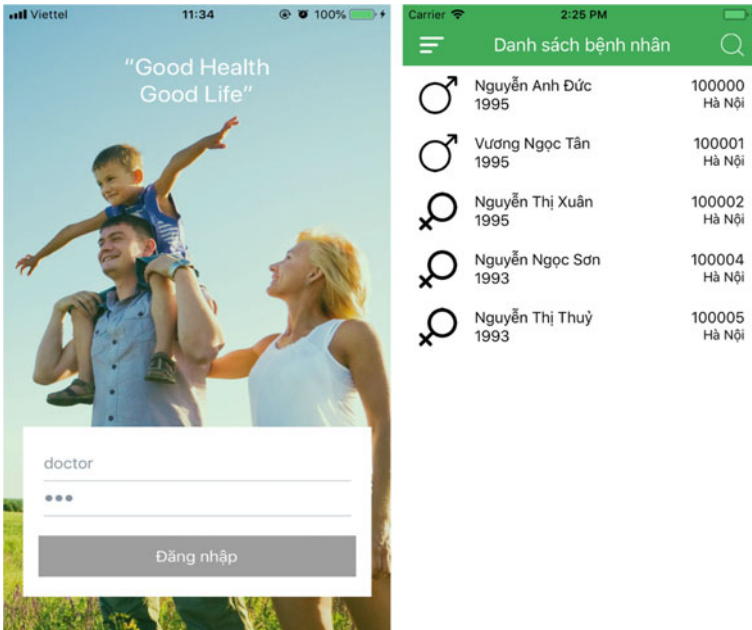 Viettel 11:34 100%
"Good Health
Good Life"
doctor
•••
Đăng nhập
Carrier 2:25 PM
Danh sách bệnh nhân
Nguyễn Anh Đức 100000
1995 Hà Nội
Vương Ngọc Tân 100001
1995 Hà Nội
Nguyễn Thị Xuân 100002
1995 Hà Nội
Nguyễn Ngọc Sơn 100004
1993 Hà Nội
Nguyễn Thị Thuỷ 100005
1993 Hà Nội